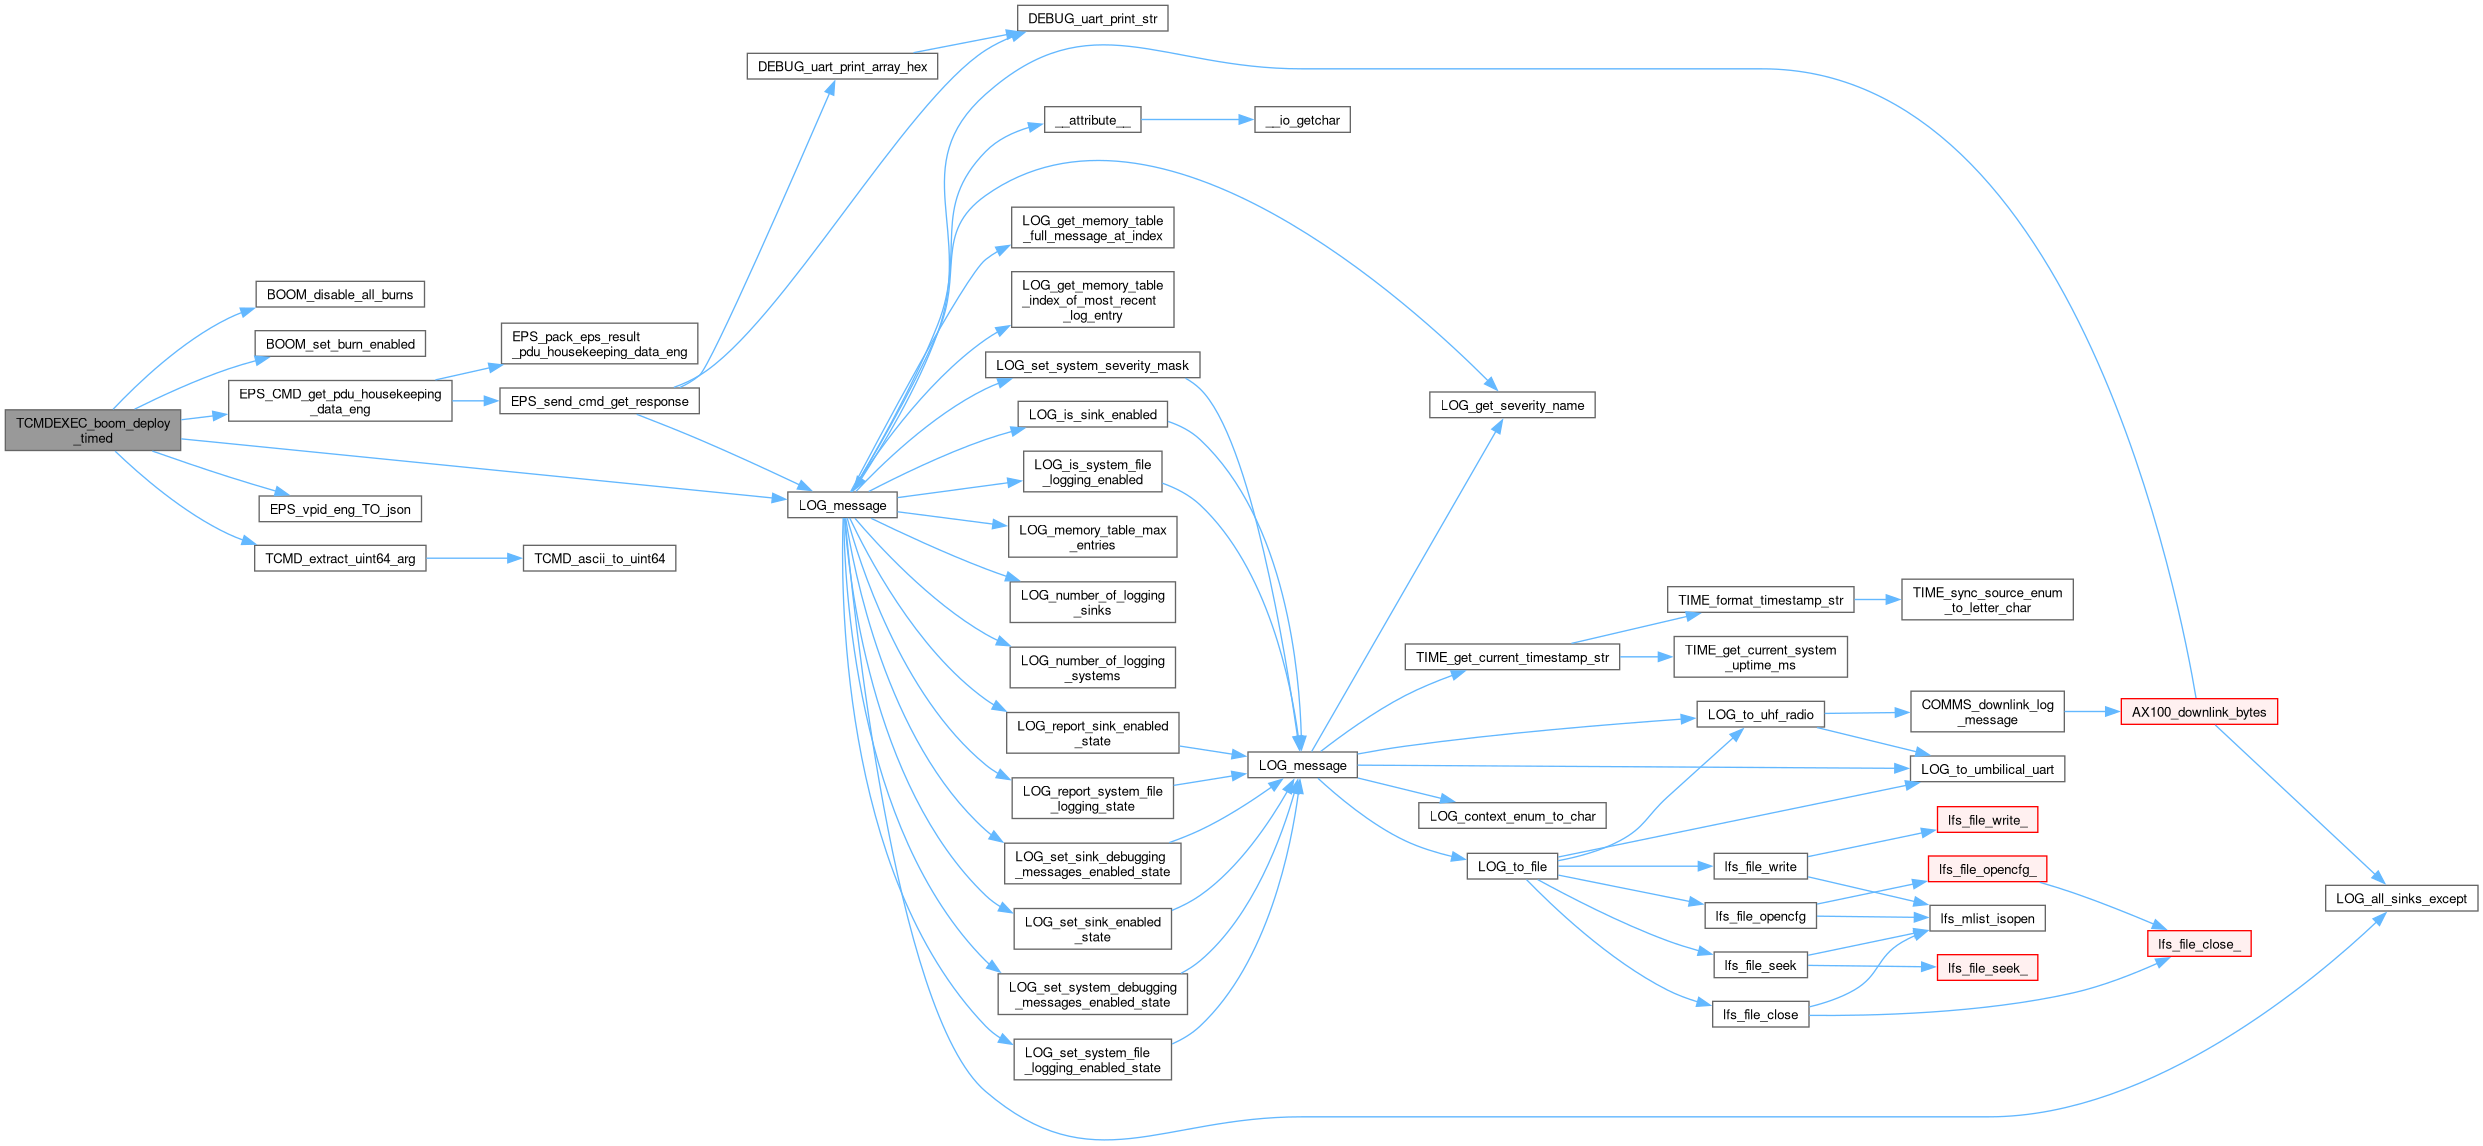 TCMDEXEC_boom_deploy
_timed
BOOM_disable_all_burns
BOOM_set_burn_enabled
EPS_CMD_get_pdu_housekeeping
_data_eng
EPS_vpid_eng_TO_json
TCMD_extract_uint64_arg
EPS_pack_eps_result
_pdu_housekeeping_data_eng
EPS_send_cmd_get_response
TCMD_ascii_to_uint64
DEBUG_uart_print_array_hex
LOG_message
DEBUG_uart_print_str
__attribute__
__io_getchar
LOG_get_memory_table
_full_message_at_index
LOG_get_memory_table
_index_of_most_recent
_log_entry
LOG_set_system_severity_mask
LOG_is_sink_enabled
LOG_is_system_file
_logging_enabled
LOG_memory_table_max
_entries
LOG_number_of_logging
_sinks
LOG_number_of_logging
_systems
LOG_report_sink_enabled
_state
LOG_report_system_file
_logging_state
LOG_set_sink_debugging
_messages_enabled_state
LOG_set_sink_enabled
_state
LOG_set_system_debugging
_messages_enabled_state
LOG_set_system_file
_logging_enabled_state
LOG_message
LOG_get_severity_name
TIME_get_current_timestamp_str
LOG_context_enum_to_char
LOG_to_file
TIME_format_timestamp_str
TIME_get_current_system
_uptime_ms
LOG_to_uhf_radio
lfs_file_write
lfs_file_opencfg
lfs_file_seek
lfs_file_close
TIME_sync_source_enum
_to_letter_char
COMMS_downlink_log
_message
LOG_to_umbilical_uart
lfs_file_write_
lfs_file_opencfg_
lfs_mlist_isopen
lfs_file_seek_
AX100_downlink_bytes
lfs_file_close_
LOG_all_sinks_except